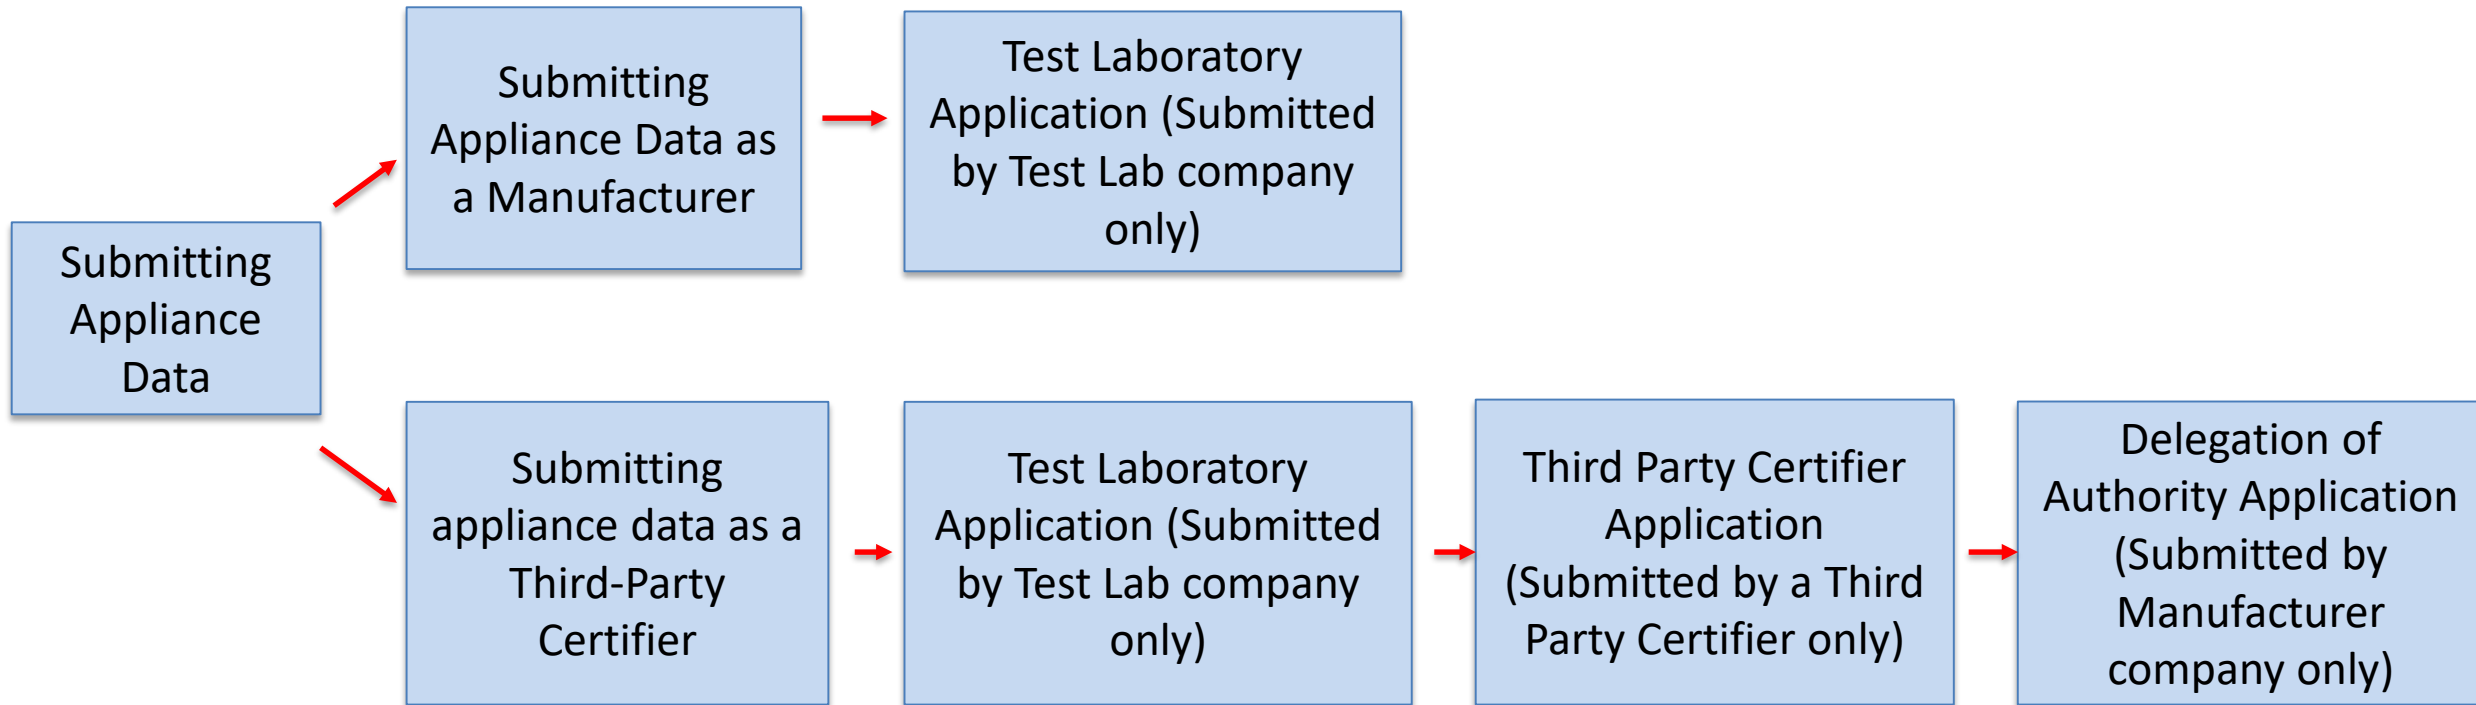 Submitting
Appliance
Data
Submitting
Appliance Data as
a Manufacturer
Test Laboratory
Application (Submitted
by Test Lab company
only)
Submitting
appliance data as a
Third-Party
Certifier
Test Laboratory
Application (Submitted
by Test Lab company
only)
Third Party Certifier
Application
(Submitted by a Third
Party Certifier only)
Delegation of
Authority Application
(Submitted by
Manufacturer
company only)